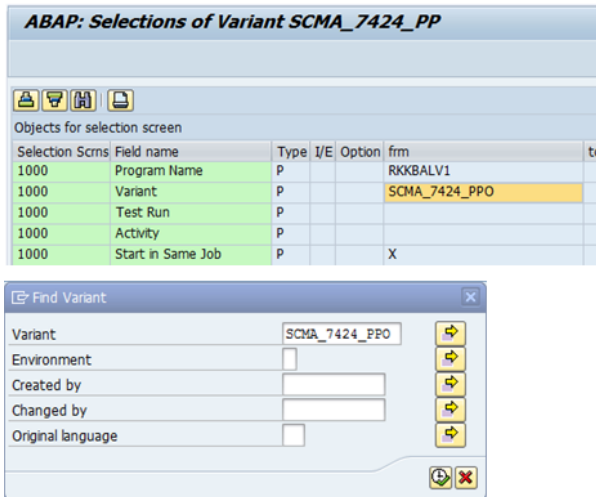 ABAP: Selections of Variant SCMA_7424_PP
Objects for selection screen
Selection Scrns Field name Type I/E Option frm
1000 Program Name P RKKBALV1
1000 Variant P SCMA_7424_PPO
1000 Test Run P
1000 Activity P
1000 Start in Same Job P X
Find Variant
Variant SCMA_7424_PPO
Environment
Created by
Changed by
Original language